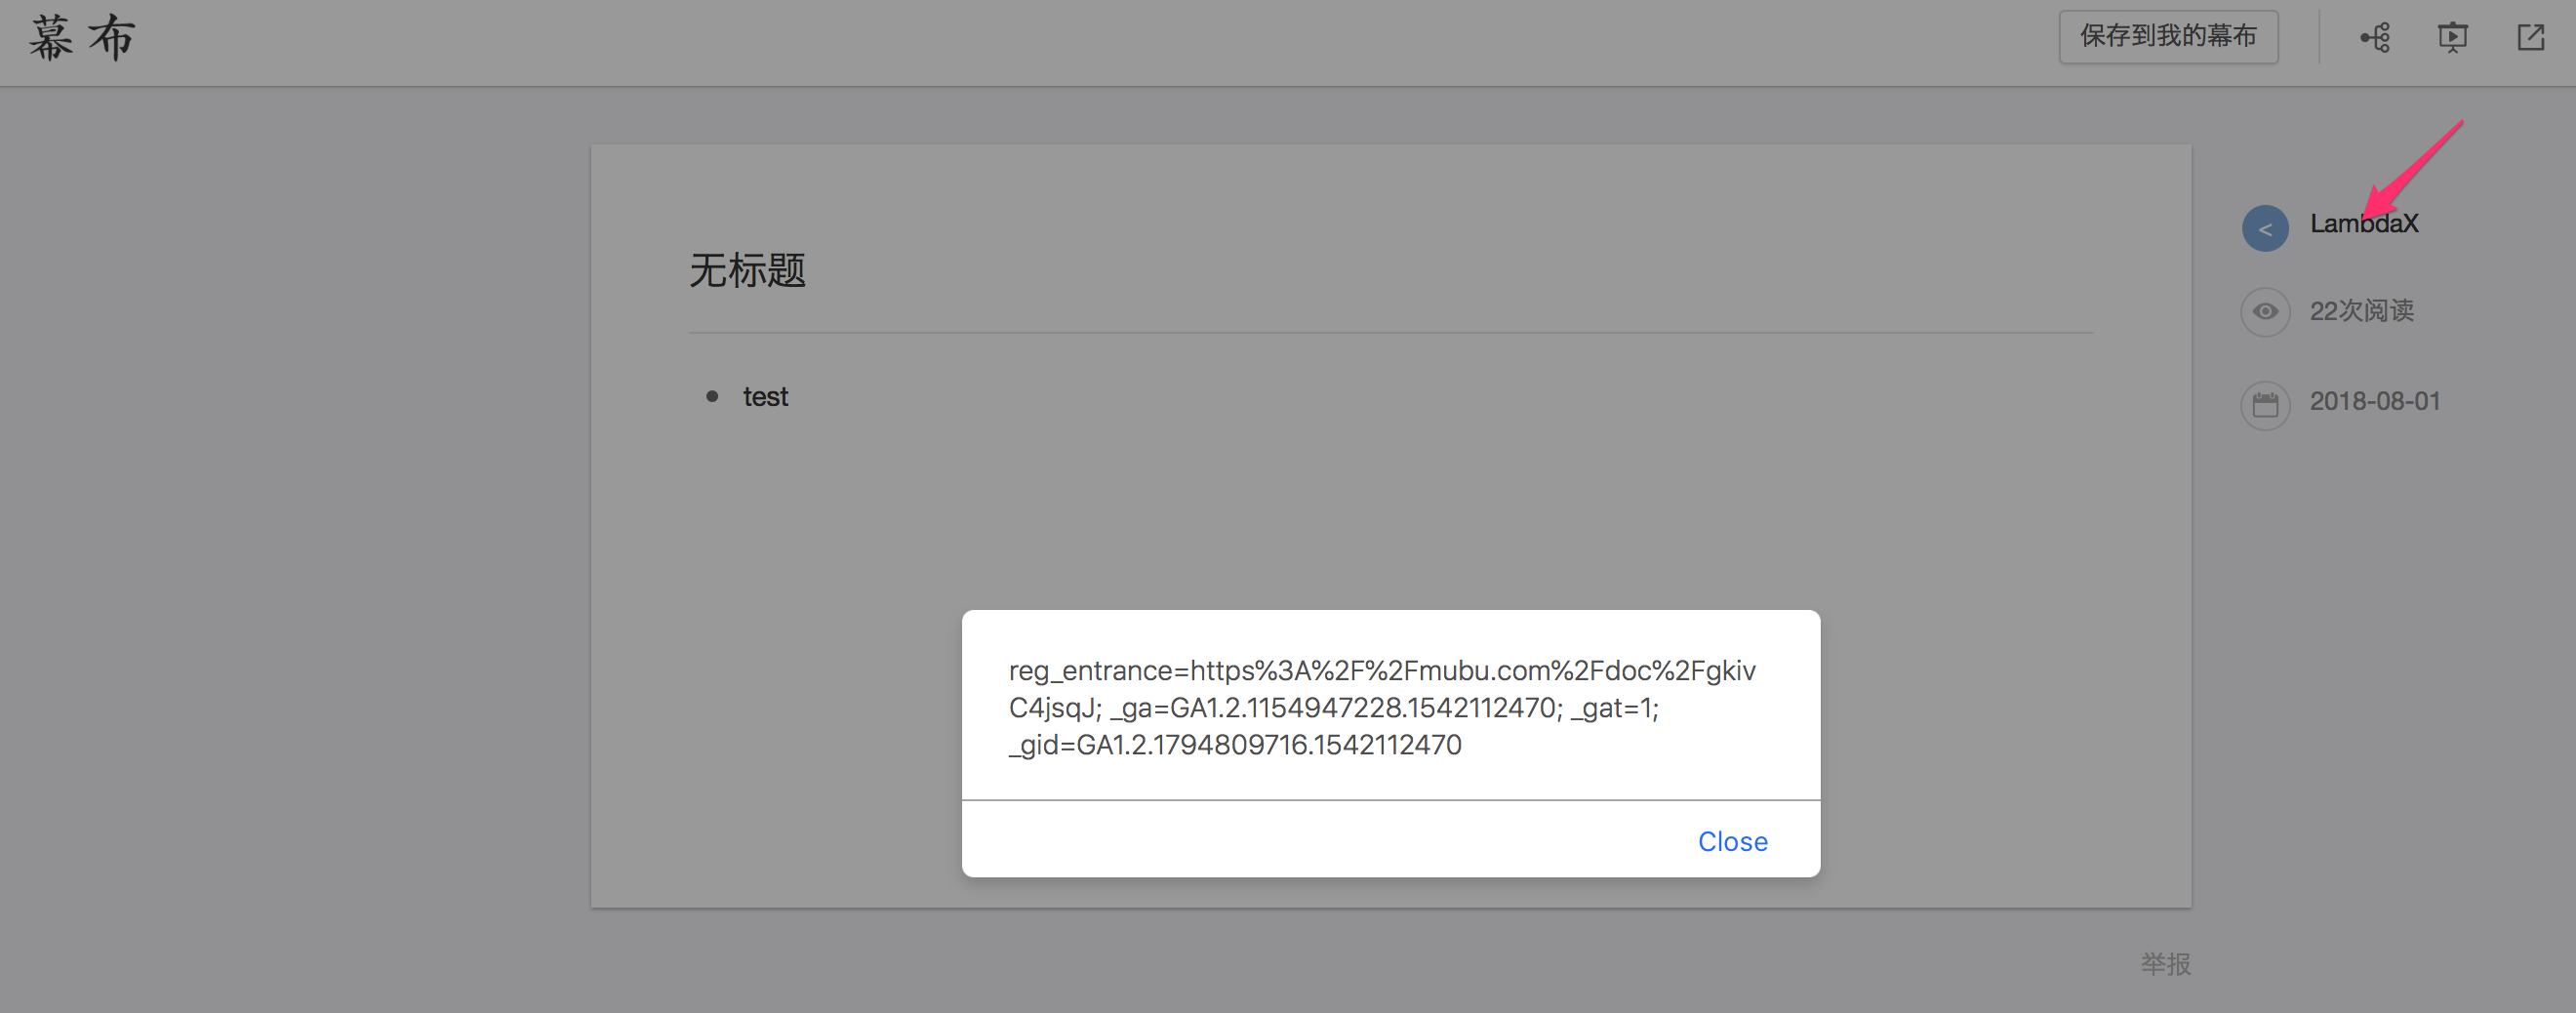 幕布
保存到我的幕布
无标题
test
<
LambdaX
22次阅读
2018-08-01
reg_entrance=https%3A%2F%2Fmubu.com%2Fdoc%2Fgkiv
C4jsqJ; _ga=GA1.2.1154947228.1542112470; _gat=1;
_gid=GA1.2.1794809716.1542112470
Close
举报